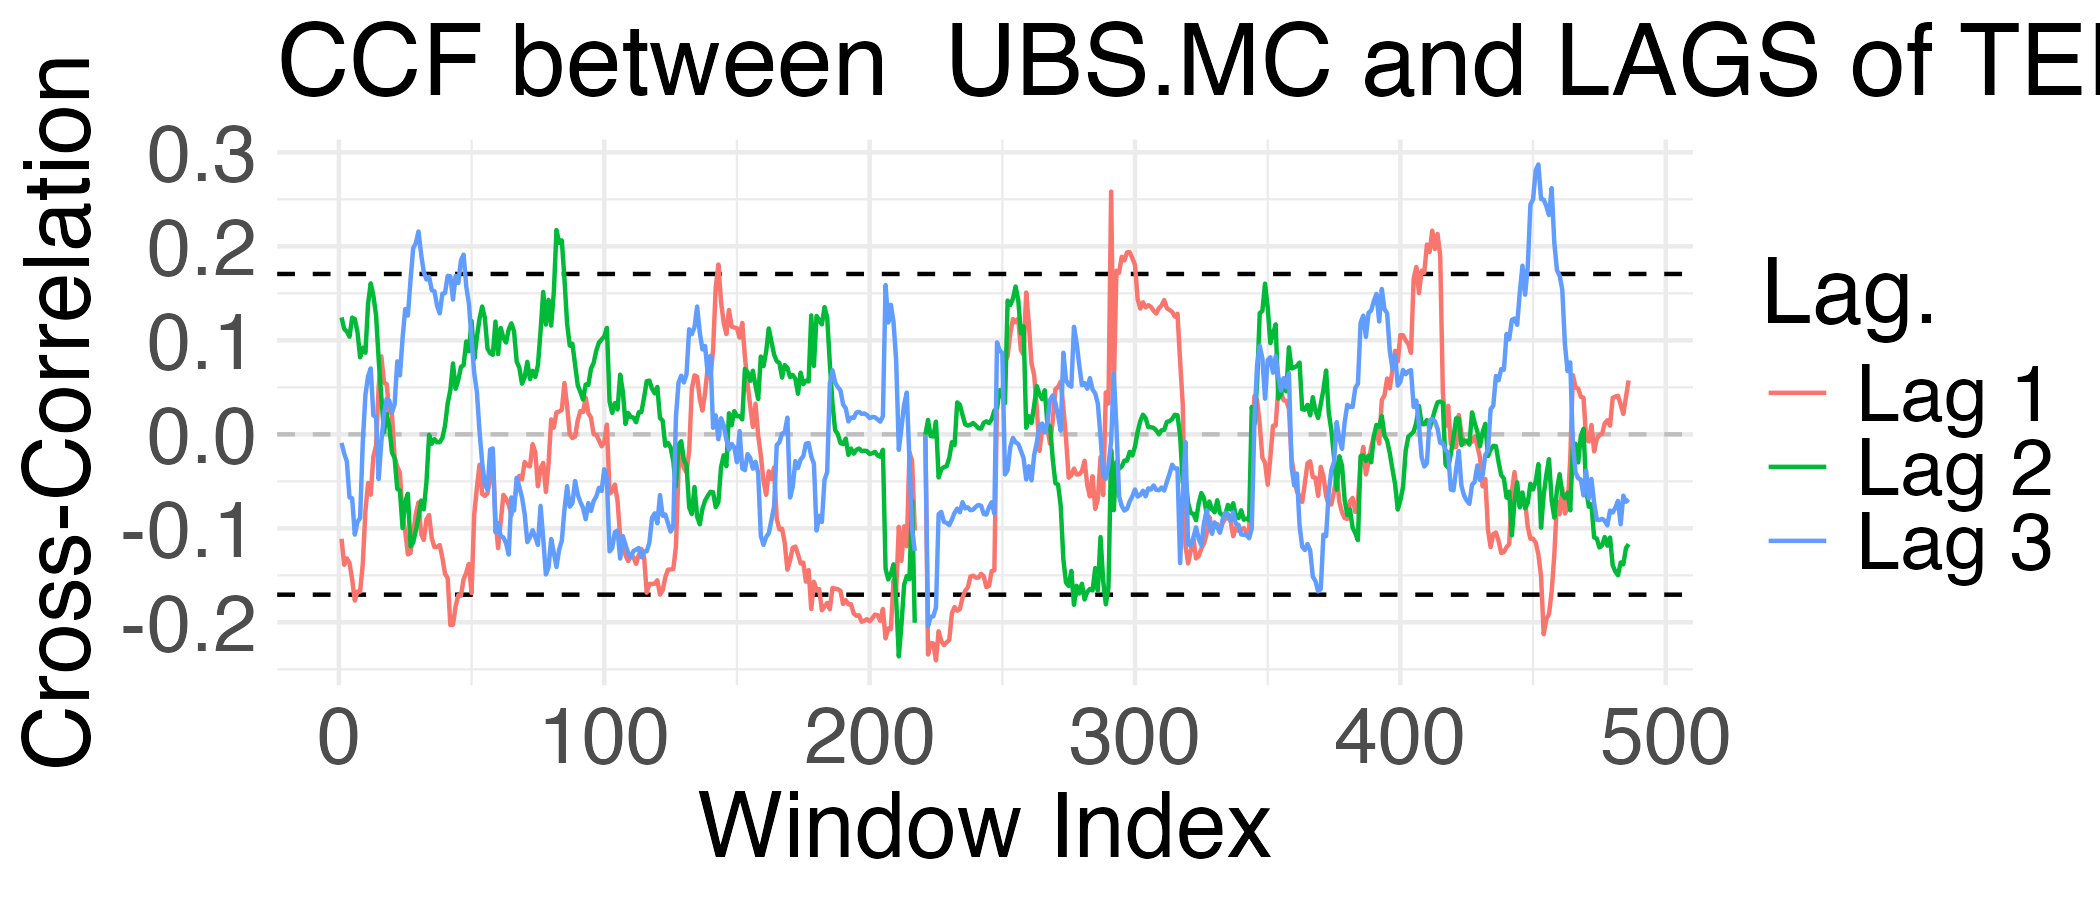 CCF between UBS.MC and LAGS of
Cross-Correlation
0.3
0.2
0.1
0.0
-0.1
-0.2
0 100 200 300 400 500
Window Index
Lag.
Lag 1
Lag 2
Lag 3